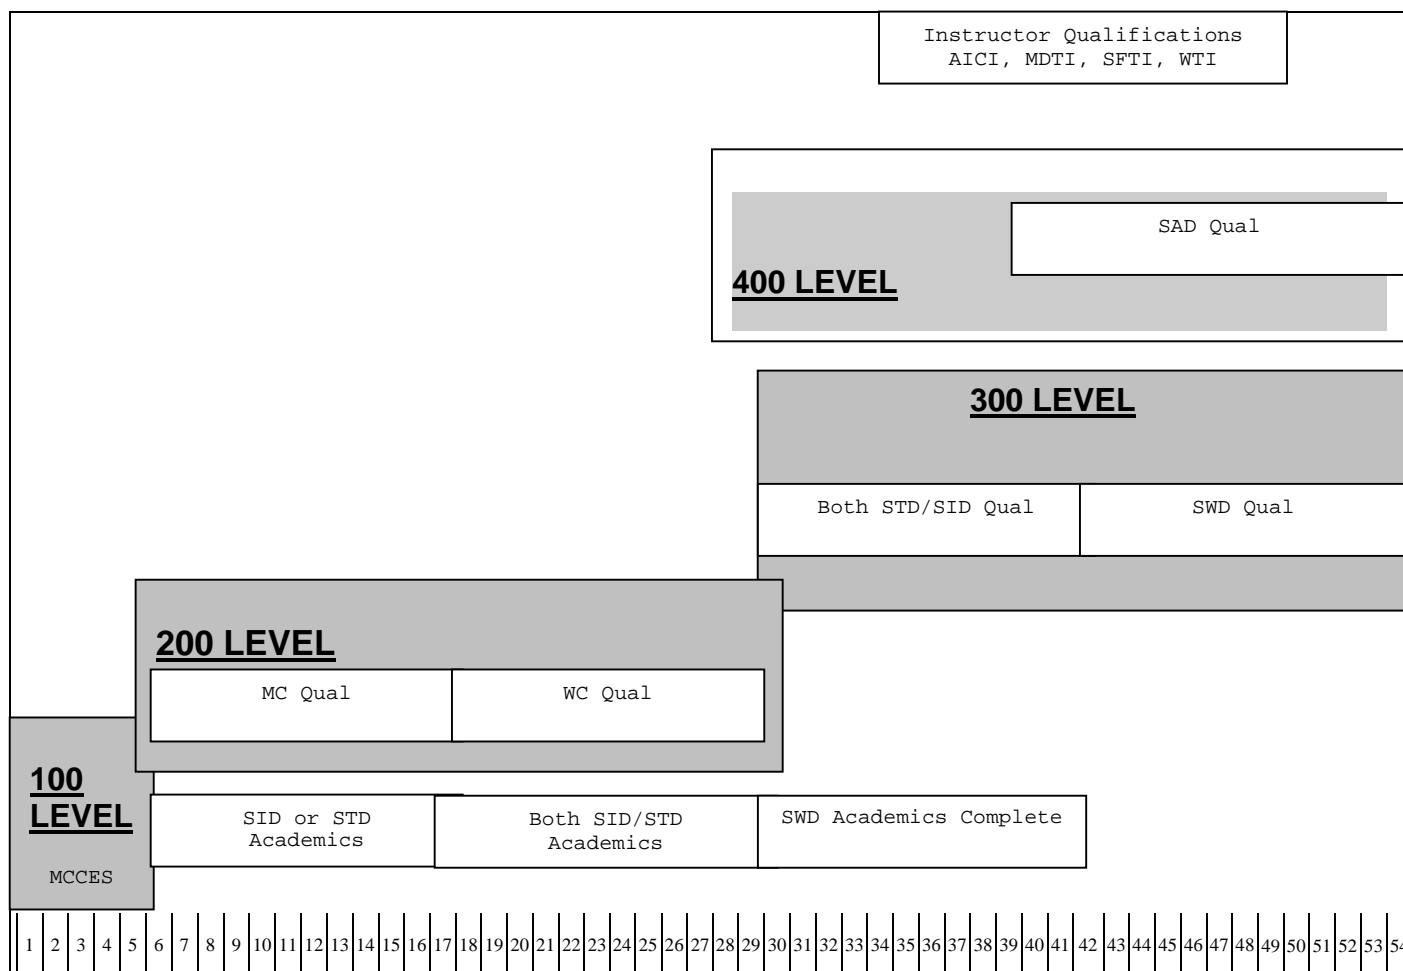 Instructor Qualifications
AICI, MDTI, SFTI, WTI
SAD Qual
400 LEVEL
300 LEVEL
Both STD/SID Qual
SWD Qual
200 LEVEL
MC Qual
WC Qual
100
LEVEL
MCCES
SID or STD
Academics
Both SID/STD
Academics
SWD Academics Complete
1 2 3 4 5 6 7 8 9 10 11 12 13 14 15 16 17 18 19 20 21 22 23 24 25 26 27 28 29 30 31 32 33 34 35 36 37 38 39 40 41 42 43 44 45 46 47 48 49 50 51 52 53 54